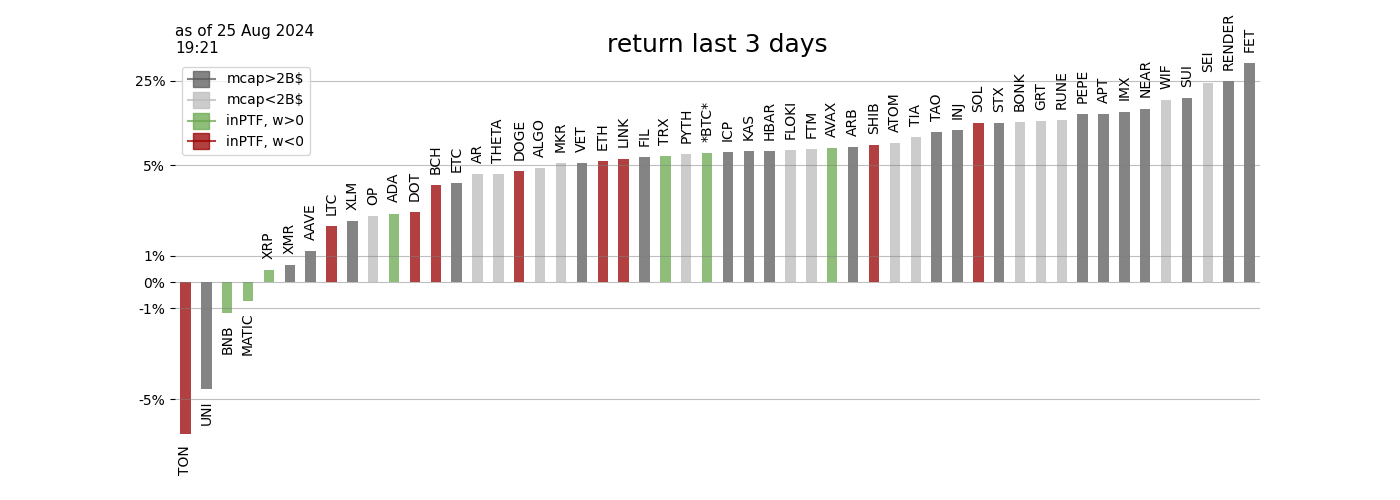 as of 25 Aug 2024
19:21
return last 3 days
mcap>2B$
mcap<2B$
inPTF, w>0
inPTF, w<0
25%
5%
1%
0%
-1%
-5%
TON
UNI
BNB
MATIC
XRP
XMR
AAVE
LTC
XLM
OP
ADA
DOT
BCH
ETC
AR
THETA
DOGE
ALGO
MKR
VET
ETH
LINK
FIL
TRX
PYTH
*BTC*
ICP
KAS
HBAR
FLOKI
FTM
AVAX
ARB
SHIB
ATOM
TIA
TAO
INJ
SOL
STX
BONK
GRT
RUNE
PEPE
APT
IMX
NEAR
WIF
SUI
SEI
RENDER
FET